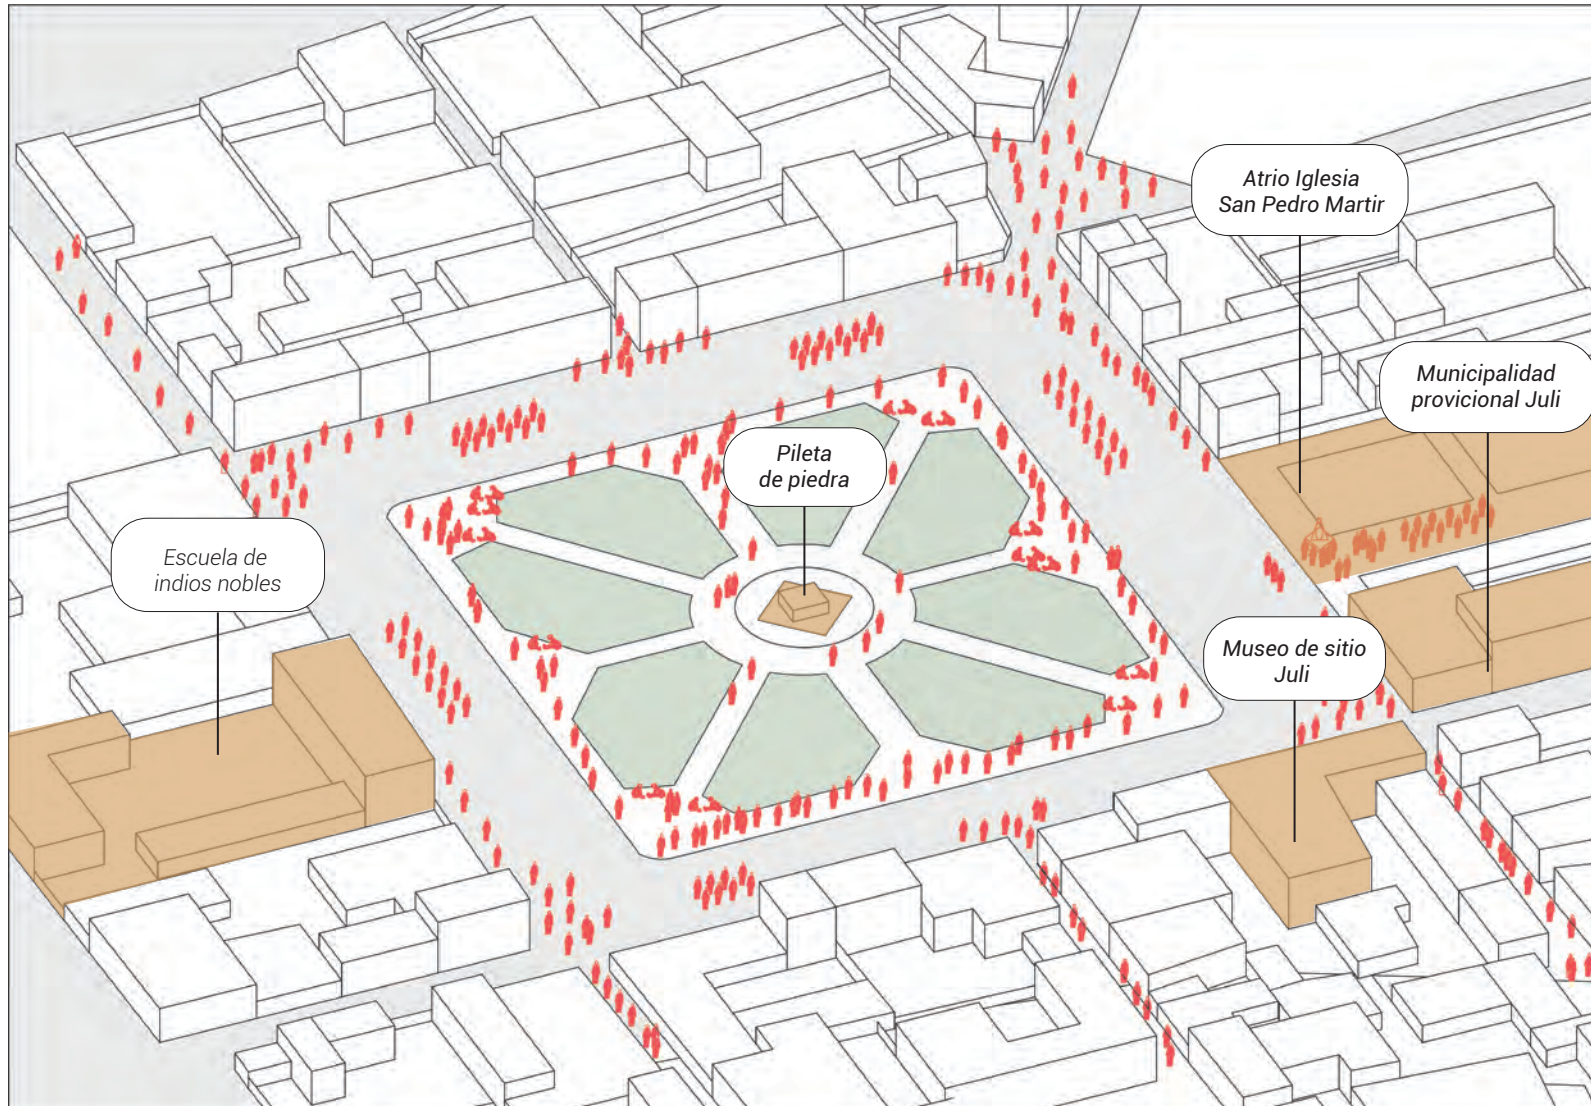 Atrio Iglesia
San Pedro Martir
Municipalidad
provicional Juli
Pileta
de piedra
Escuela de
indios nobles
Museo de sitio
Juli